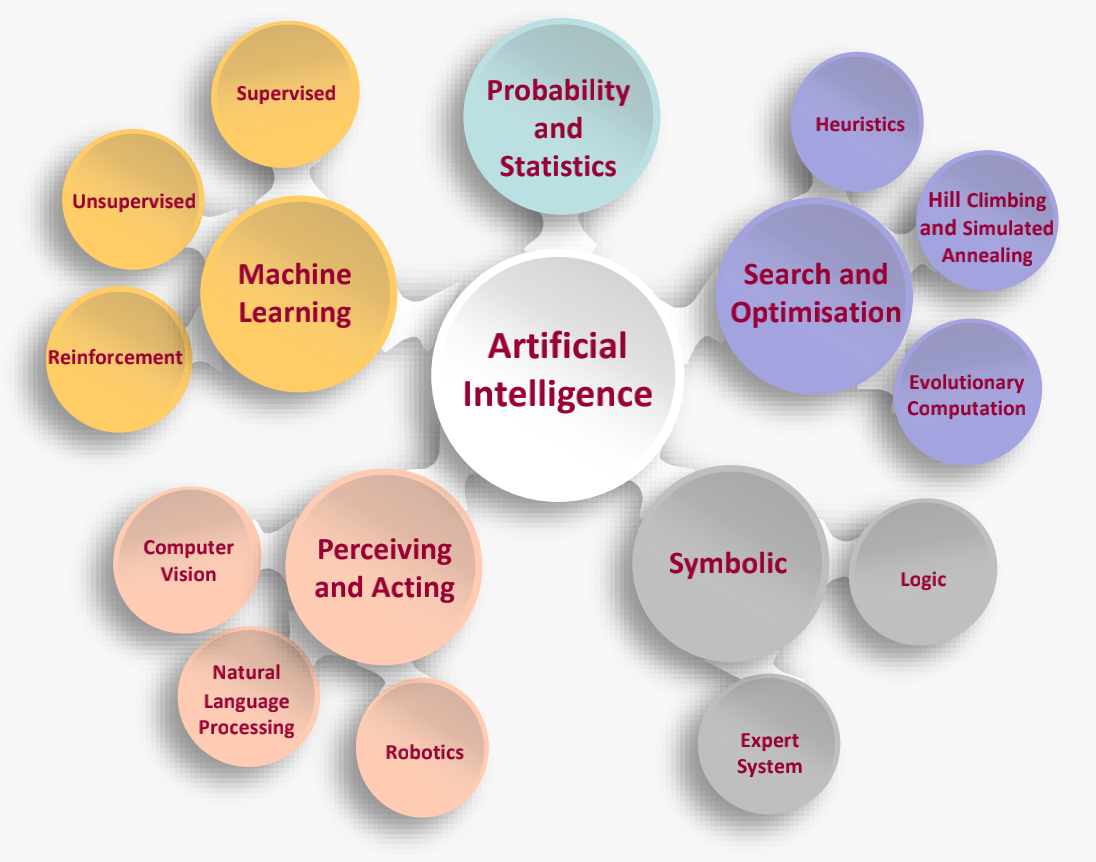 Supervised
Unsupervised
Reinforcement
Machine
Learning
Probability
and
Statistics
Heuristics
Hill Climbing
and Simulated
Annealing
Search and
Optimisation
Evolutionary
Computation
Artificial
Intelligence
Computer
Vision
Perceiving
and Acting
Natural
Language
Processing
Robotics
Symbolic
Logic
Expert
System